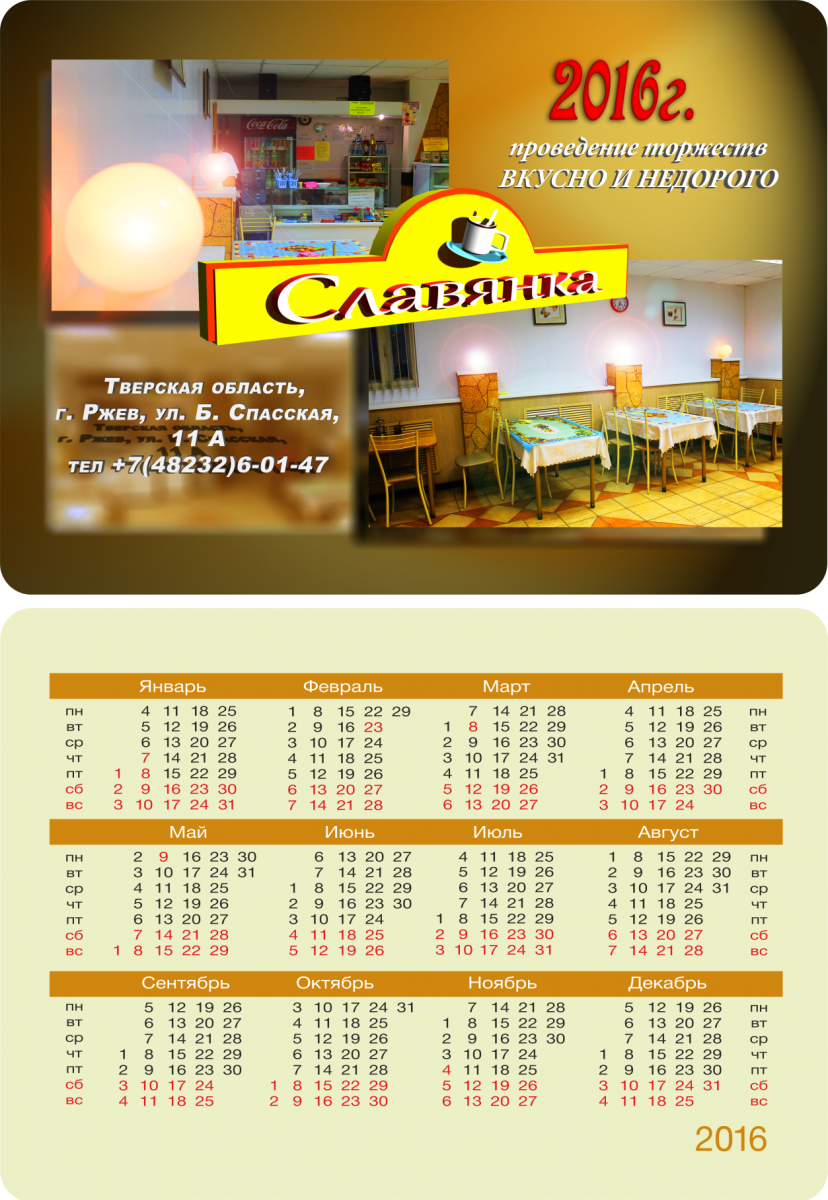 2016г.
проведение торжеств
ВКУСНО И НЕДОРОГО
Coca-Cola
Славянка
Тверская область,
г. Ржев, ул. Б. Спасская,
11 А
тел +7(48232)6-01-47
Январь Февраль Март Апрель
пн 4 11 18 25 1 8 15 22 29 7 14 21 28 4 11 18 25 пн
вт 5 12 19 26 2 9 16 23 1 8 15 22 29 5 12 19 26 вт
ср 6 13 20 27 3 10 17 24 2 9 16 23 30 6 13 20 27 ср
чт 7 14 21 28 4 11 18 25 3 10 17 24 31 7 14 21 28 чт
пт 1 8 15 22 29 5 12 19 26 4 11 18 25 1 8 15 22 29 пт
сб 2 9 16 23 30 6 13 20 27 5 12 19 26 2 9 16 23 30 сб
вс 3 10 17 24 31 7 14 21 28 6 13 20 27 3 10 17 24 вс
Май Июнь Июль Август
пн 2 9 16 23 30 6 13 20 27 4 11 18 25 1 8 15 22 29 пн
вт 3 10 17 24 31 7 14 21 28 5 12 19 26 2 9 16 23 30 вт
ср 4 11 18 25 1 8 15 22 29 6 13 20 27 3 10 17 24 31 ср
чт 5 12 19 26 2 9 16 23 30 7 14 21 28 4 11 18 25 чт
пт 6 13 20 27 3 10 17 24 1 8 15 22 29 5 12 19 26 пт
сб 7 14 21 28 4 11 18 25 2 9 16 23 30 6 13 20 27 сб
вс 1 8 15 22 29 5 12 19 26 3 10 17 24 31 7 14 21 28 вс
Сентябрь Октябрь Ноябрь Декабрь
пн 5 12 19 26 3 10 17 24 31 7 14 21 28 5 12 19 26 пн
вт 6 13 20 27 4 11 18 25 1 8 15 22 29 6 13 20 27 вт
ср 7 14 21 28 5 12 19 26 2 9 16 23 30 7 14 21 28 ср
чт 1 8 15 22 29 6 13 20 27 3 10 17 24 1 8 15 22 29 чт
пт 2 9 16 23 30 7 14 21 28 4 11 18 25 2 9 16 23 30 пт
сб 3 10 17 24 1 8 15 22 29 5 12 19 26 3 10 17 24 31 сб
вс 4 11 18 25 2 9 16 23 30 6 13 20 27 4 11 18 25 вс
2016